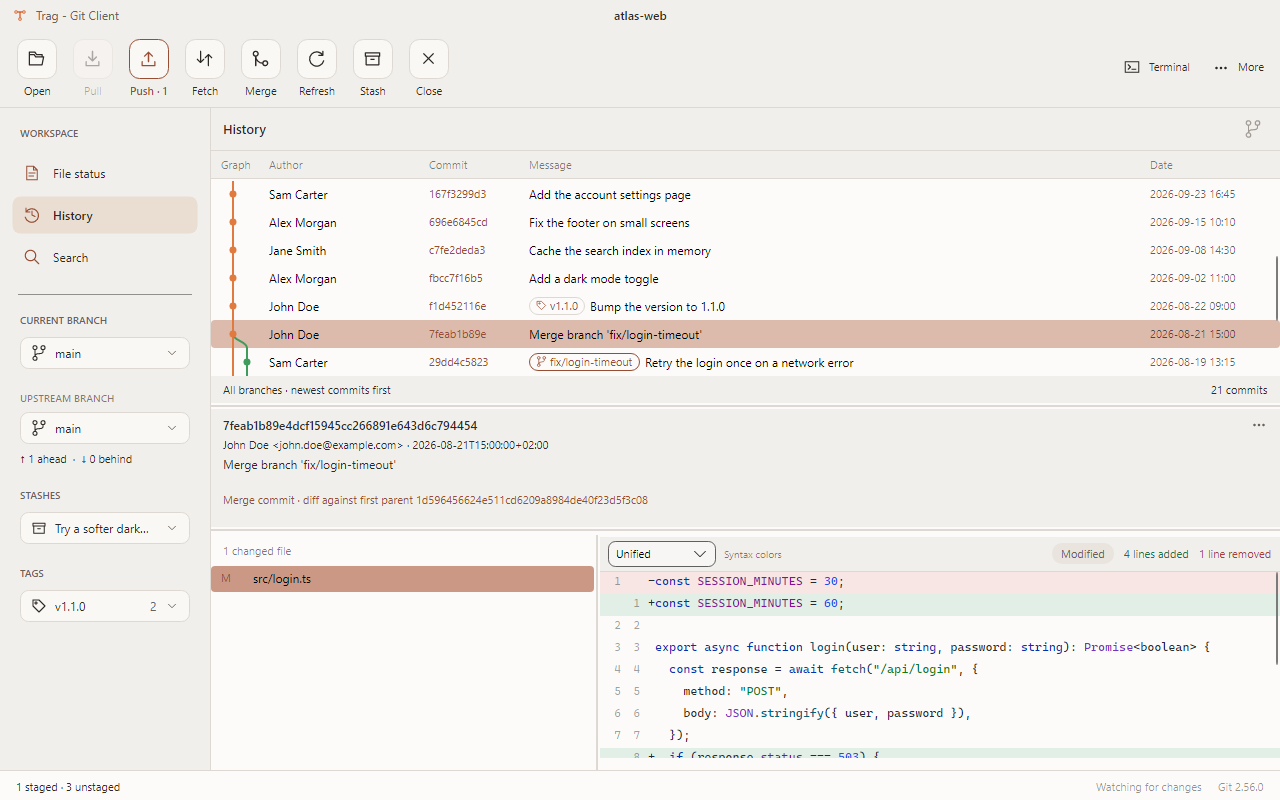 Trag - Git Client
atlas-web
Open
Pull
Push · 1
Fetch
Merge
Refresh
Stash
Close
Terminal
More
WORKSPACE
File status
History
Search
CURRENT BRANCH
main
UPSTREAM BRANCH
main
↑ 1 ahead · ↓ 0 behind
STASHES
Try a softer dark...
TAGS
v1.1.0 2
History
Graph Author Commit Message Date
Sam Carter 167f3299d3 Add the account settings page 2026-09-23 16:45
Alex Morgan 696e6845cd Fix the footer on small screens 2026-09-15 10:10
Jane Smith c7fe2deda3 Cache the search index in memory 2026-09-08 14:30
Alex Morgan fbcc7f16b5 Add a dark mode toggle 2026-09-02 11:00
John Doe f1d452116e v1.1.0 Bump the version to 1.1.0 2026-08-22 09:00
John Doe 7feab1b89e Merge branch 'fix/login-timeout' 2026-08-21 15:00
Sam Carter 29dd4c5823 fix/login-timeout Retry the login once on a network error 2026-08-19 13:15
All branches · newest commits first 21 commits
7feab1b89e4dcf15945cc266891e643d6c794454
John Doe <john.doe@example.com> · 2026-08-21T15:00:00+02:00
Merge branch 'fix/login-timeout'
Merge commit · diff against first parent 1d596456624e511cd6209a8984de40f23d5f3c08
1 changed file
M src/login.ts
Unified Syntax colors Modified 4 lines added 1 line removed
1 −const SESSION_MINUTES = 30;
1 +const SESSION_MINUTES = 60;
2 2
3 3 export async function login(user: string, password: string): Promise<boolean> {
4 4 const response = await fetch("/api/login", {
5 5 method: "POST",
6 6 body: JSON.stringify({ user, password }),
7 7 });
8 + if (response.status === 503) {
1 staged · 3 unstaged
Watching for changes Git 2.56.0